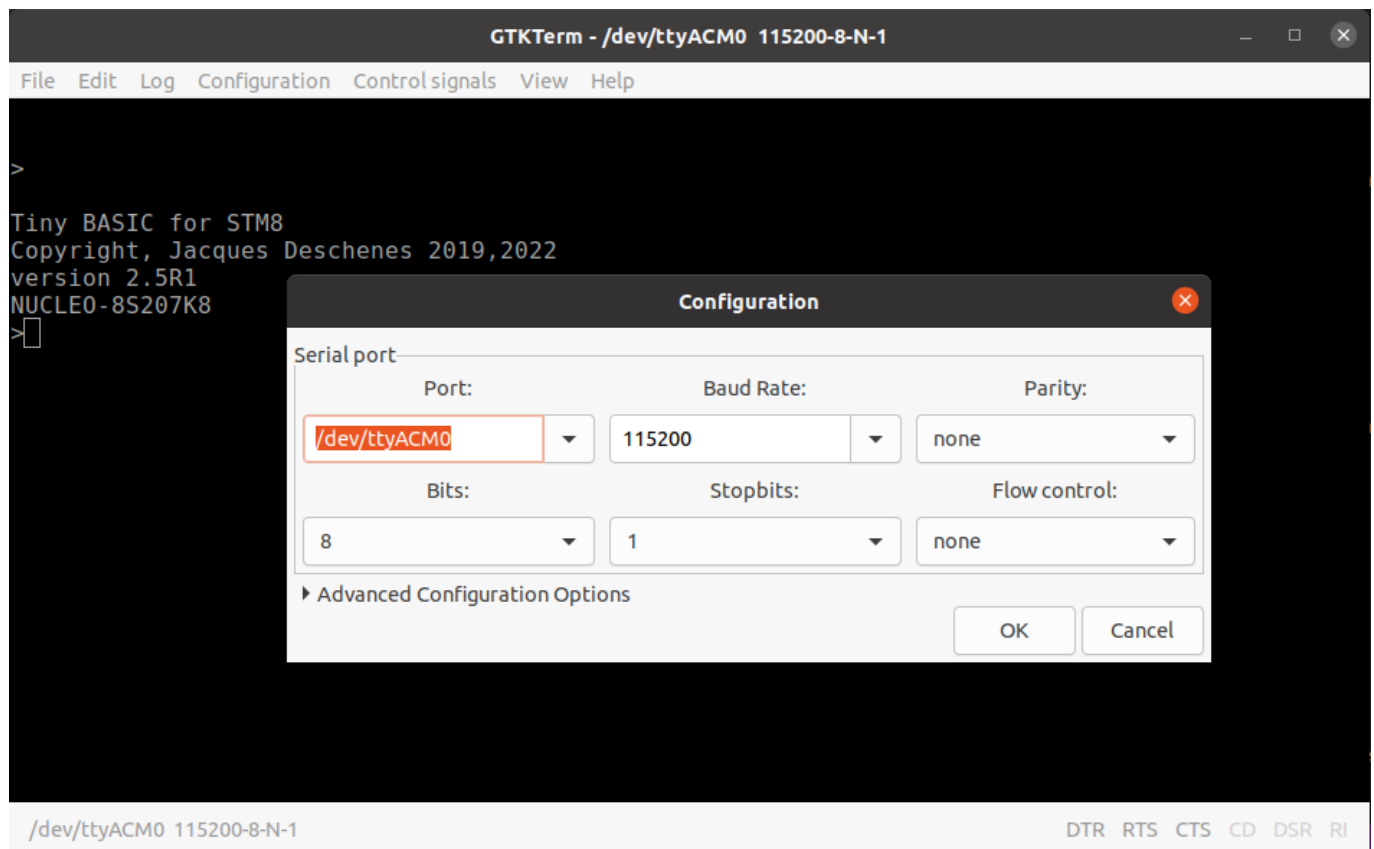 GTKTerm - /dev/ttyACM0 115200-8-N-1
File Edit Log Configuration Control signals View Help
>
Tiny BASIC for STM8
Copyright, Jacques Deschenes 2019,2022
version 2.5R1
NUCLEO-8S207K8
>
Configuration
Serial port
Port: Baud Rate: Parity:
/dev/ttyACM0 115200 none
Bits: Stopbits: Flow control:
8 1 none
Advanced Configuration Options
OK Cancel
/dev/ttyACM0 115200-8-N-1 DTR RTS CTS CD DSR RI